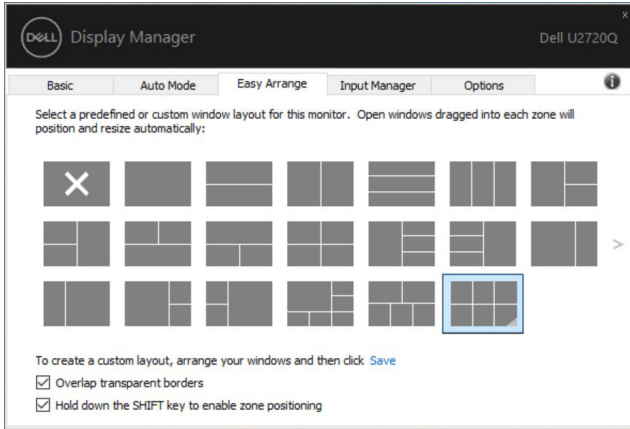 x
DELL Display Manager Dell U2720Q
Basic Auto Mode Easy Arrange Input Manager Options i
Select a predefined or custom window layout for this monitor. Open windows dragged into each zone will
position and resize automatically:
>
To create a custom layout, arrange your windows and then click Save
Overlap transparent borders
Hold down the SHIFT key to enable zone positioning